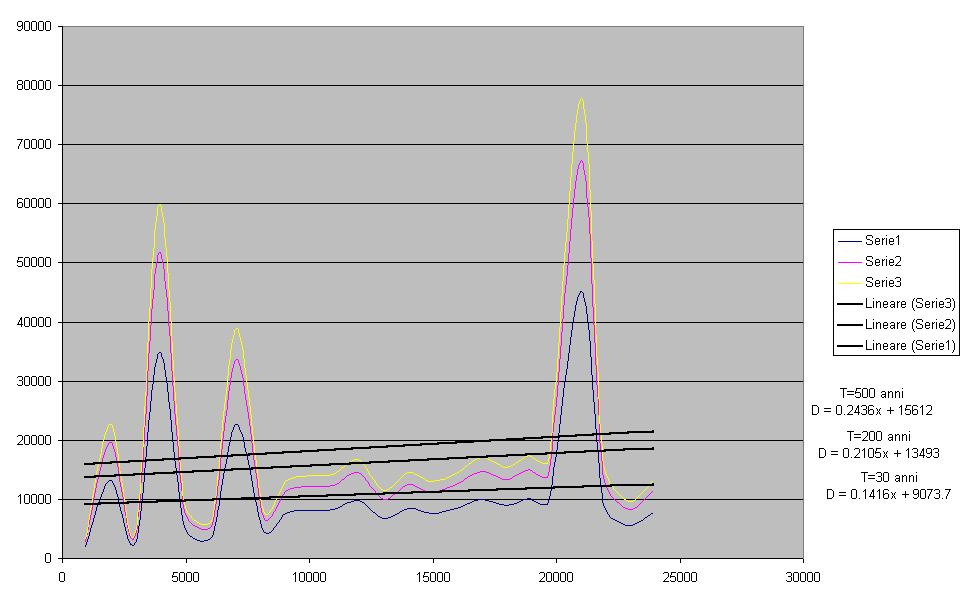 90000
80000
70000
60000
50000
40000
30000
20000
10000
0
0
5000
10000
15000
20000
25000
30000
Serie1
Serie2
Serie3
Lineare (Serie3)
Lineare (Serie2)
Lineare (Serie1)
T=500 anni
D = 0.2436x + 15612
T=200 anni
D = 0.2105x + 13493
T=30 anni
D = 0.1416x + 9073.7